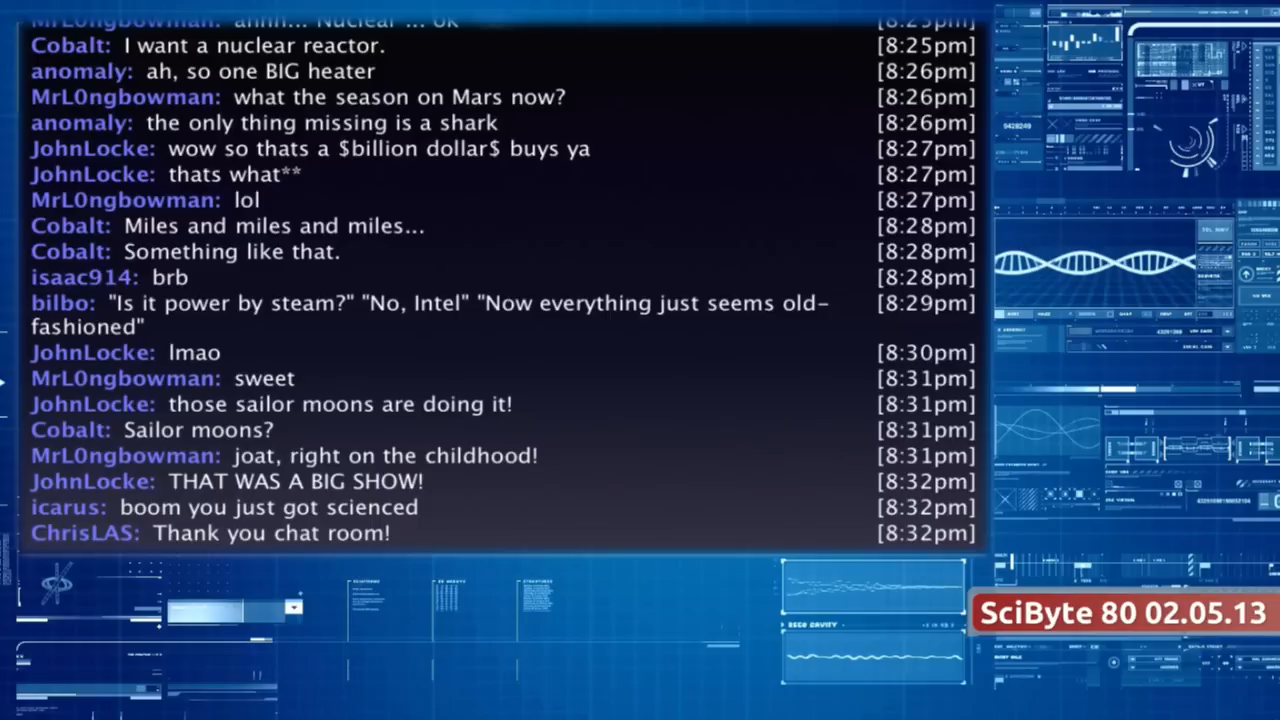 MrL0ngbowman: ahhh... Nuclear ... ok [8:25pm]
Cobalt: I want a nuclear reactor. [8:25pm]
anomaly: ah, so one BIG heater [8:26pm]
MrL0ngbowman: what the season on Mars now? [8:26pm]
anomaly: the only thing missing is a shark [8:26pm]
JohnLocke: wow so thats a $billion dollar$ buys ya [8:27pm]
JohnLocke: thats what** [8:27pm]
MrL0ngbowman: lol [8:27pm]
Cobalt: Miles and miles and miles... [8:28pm]
Cobalt: Something like that. [8:28pm]
isaac914: brb [8:28pm]
bilbo: "Is it power by steam?" "No, Intel" "Now everything just seems old- [8:29pm]
fashioned"
JohnLocke: lmao [8:30pm]
MrL0ngbowman: sweet [8:31pm]
JohnLocke: those sailor moons are doing it! [8:31pm]
Cobalt: Sailor moons? [8:31pm]
MrL0ngbowman: joat, right on the childhood! [8:31pm]
JohnLocke: THAT WAS A BIG SHOW! [8:32pm]
icarus: boom you just got scienced [8:32pm]
ChrisLAS: Thank you chat room! [8:32pm]
SciByte 80 02.05.13